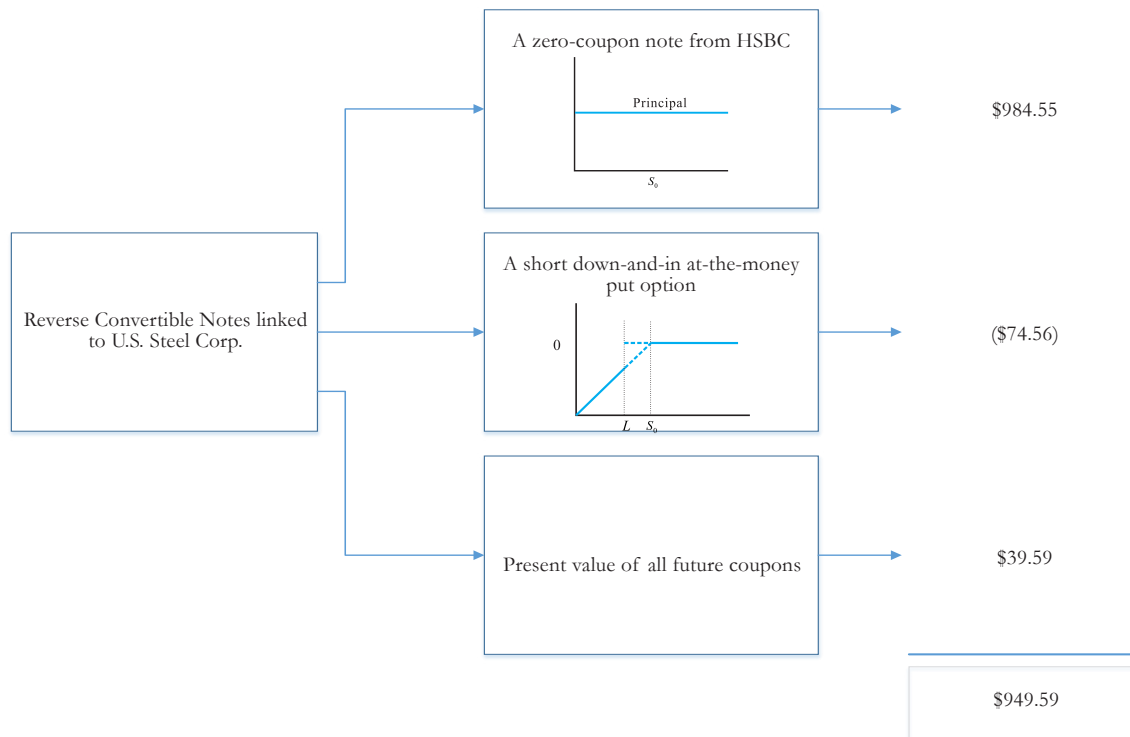 A zero-coupon note from HSBC
Principal
S₀
$984.55
Reverse Convertible Notes linked
to U.S. Steel Corp.
A short down-and-in at-the-money
put option
0
L S₀
($74.56)
Present value of all future coupons
$39.59
$949.59